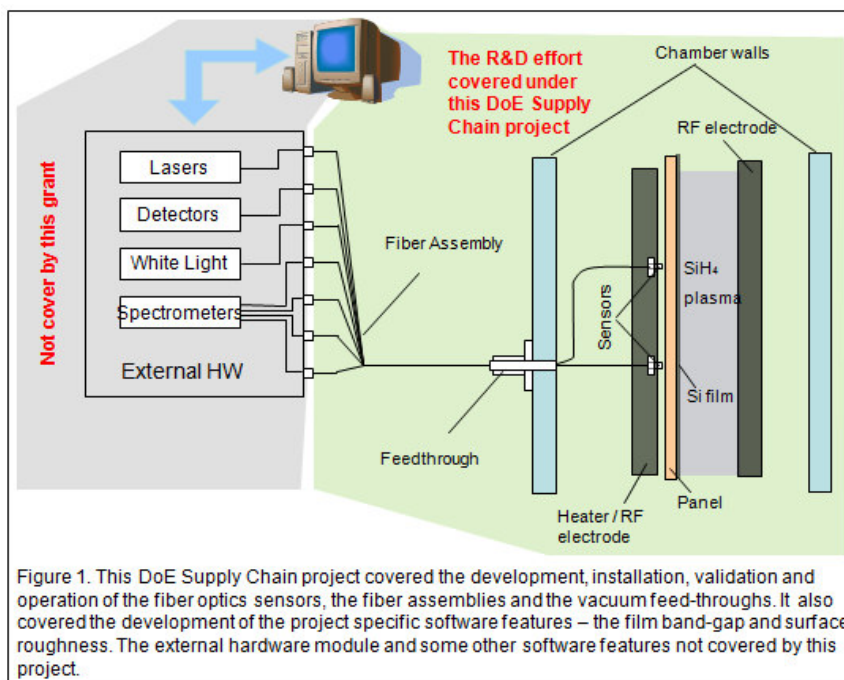 The R&D effort
covered under
this DoE Supply
Chain project
Chamber walls
RF electrode
Not cover by this grant
Lasers
Detectors
White Light
Spectrometers
External HW
Fiber Assembly
Feedthrough
Sensors
SiH₄
plasma
Si film
Panel
Heater / RF
electrode
Figure 1. This DoE Supply Chain project covered the development, installation, validation and
operation of the fiber optics sensors, the fiber assemblies and the vacuum feed-throughs. It also
covered the development of the project specific software features – the film band-gap and surface
roughness. The external hardware module and some other software features not covered by this
project.